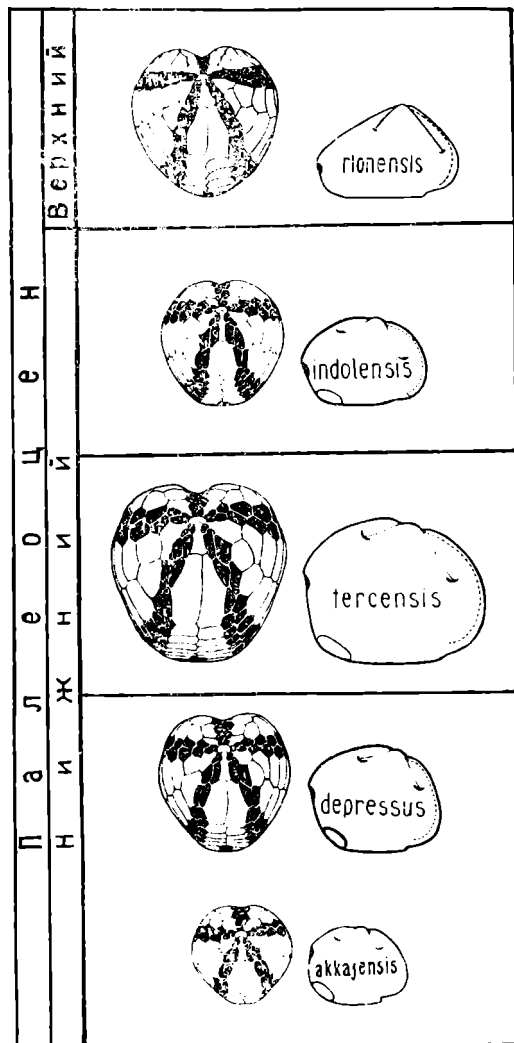 Палеоцен
Верхний
Нижний
rionensis
indolensis
tercensis
depressus
akkajensis